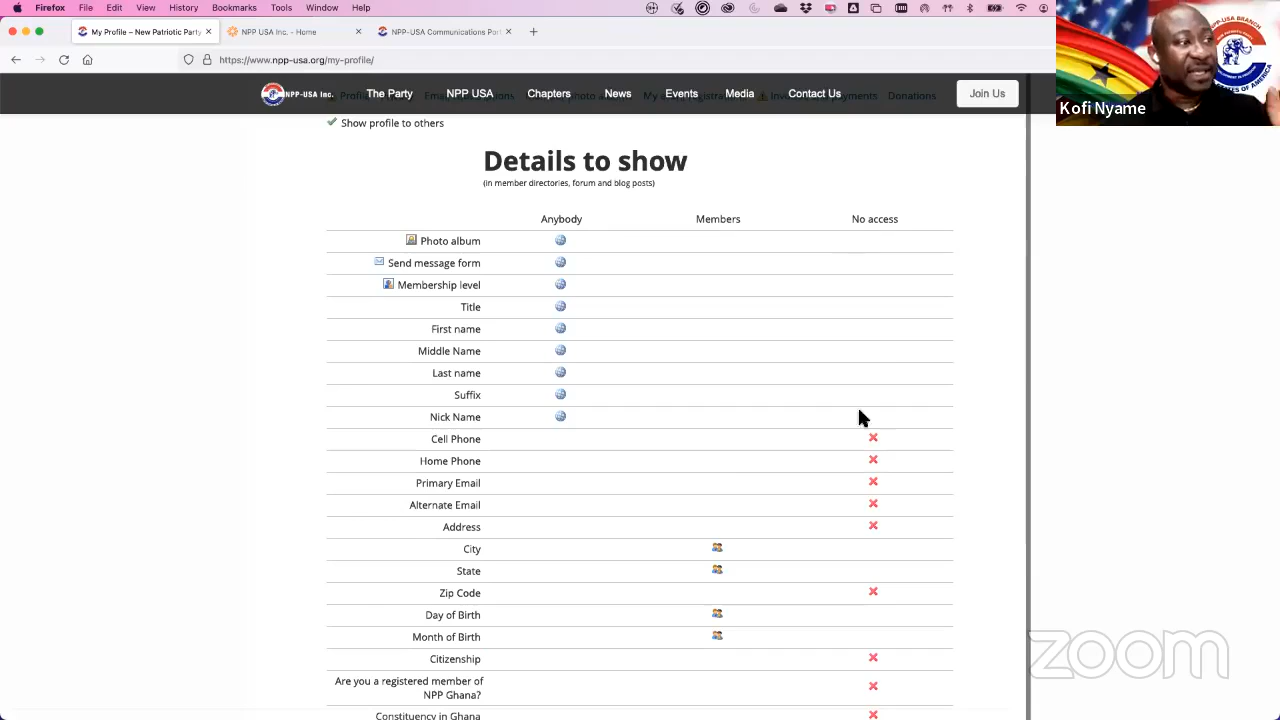 Firefox File Edit View History Bookmarks Tools Window Help
My Profile – New Patriotic Party
NPP USA Inc. - Home
NPP-USA Communications Port
https://www.npp-usa.org/my-profile/
NPP-USA Inc. The Party NPP USA Chapters News Events Media Contact Us Join Us
Show profile to others
Details to show
(in member directories, forum and blog posts)
Anybody Members No access
Photo album
Send message form
Membership level
Title
First name
Middle Name
Last name
Suffix
Nick Name
Cell Phone
Home Phone
Primary Email
Alternate Email
Address
City
State
Zip Code
Day of Birth
Month of Birth
Citizenship
Are you a registered member of
NPP Ghana?
Constituency in Ghana
Kofi Nyame
zoom